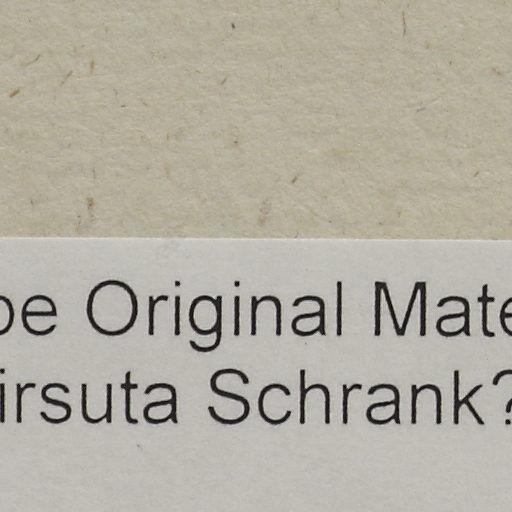 pe Original Mate
irsuta Schrank?